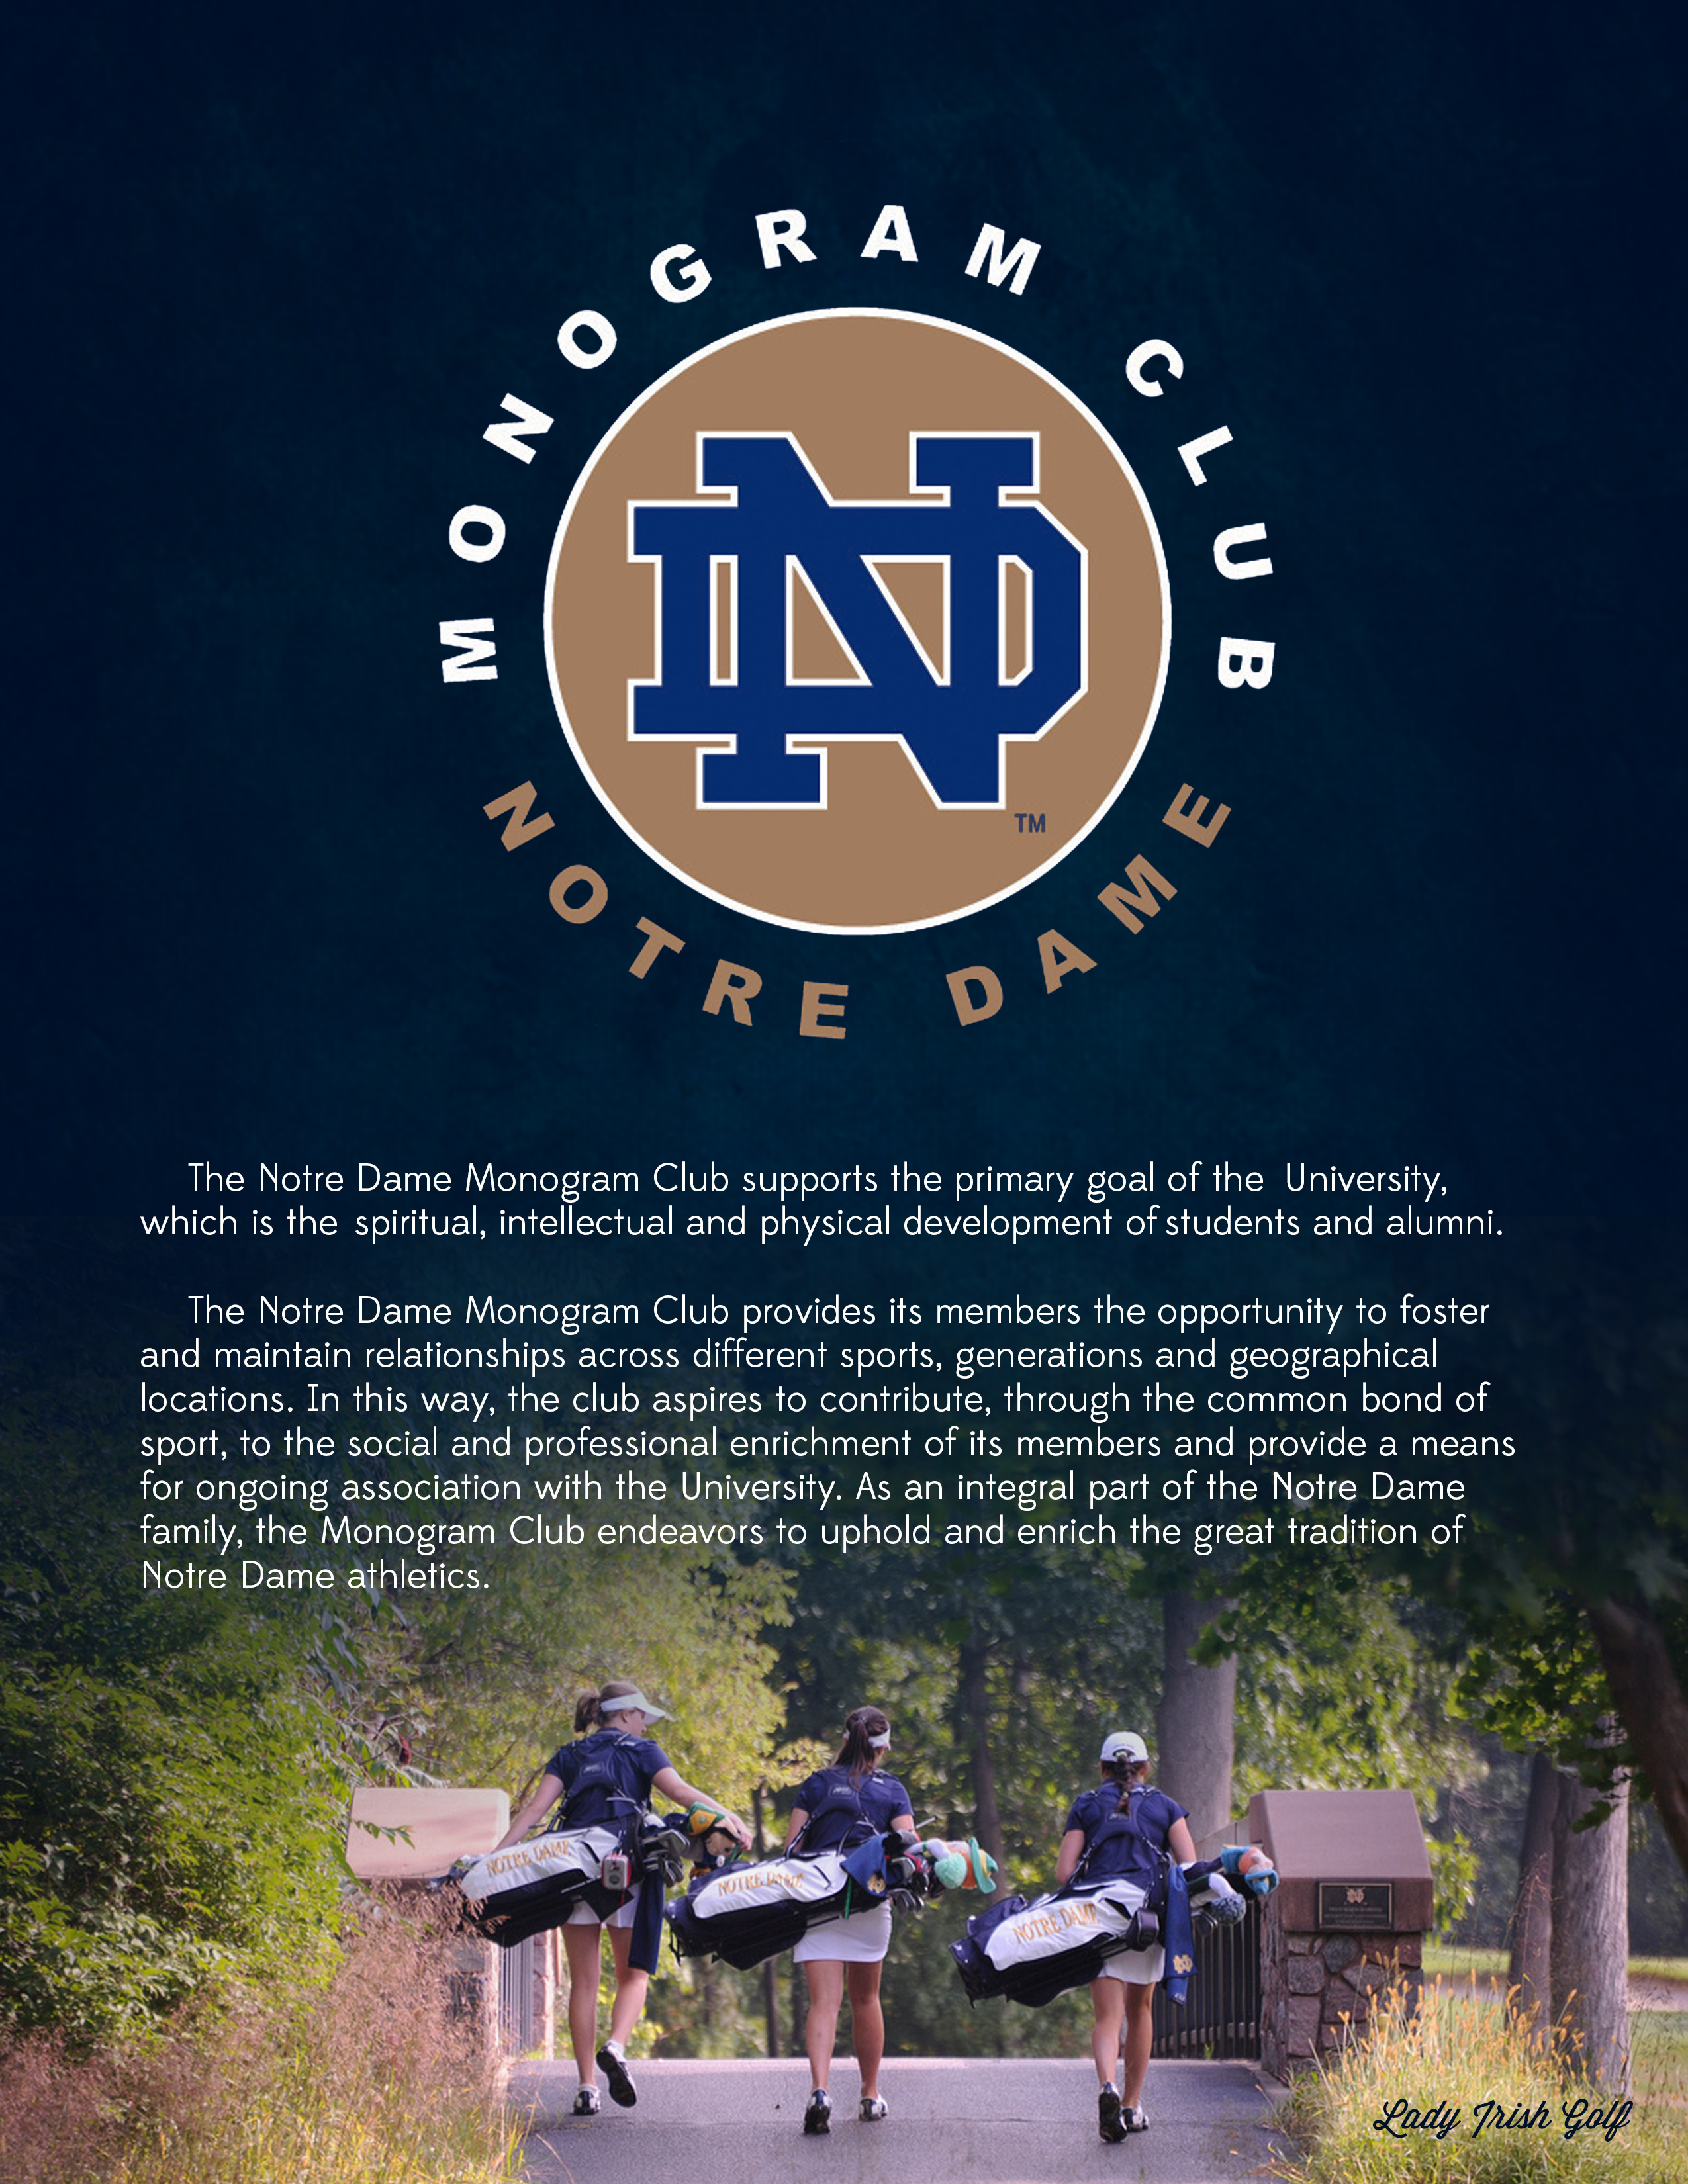 MONOGRAM CLUB
ND
TM
NOTRE DAME
The Notre Dame Monogram Club supports the primary goal of the University,
which is the spiritual, intellectual and physical development of students and alumni.
The Notre Dame Monogram Club provides its members the opportunity to foster
and maintain relationships across different sports, generations and geographical
locations. In this way, the club aspires to contribute, through the common bond of
sport, to the social and professional enrichment of its members and provide a means
for ongoing association with the University. As an integral part of the Notre Dame
family, the Monogram Club endeavors to uphold and enrich the great tradition of
Notre Dame athletics.
NOTRE DAME
NOTRE DAME
NOTRE DAME
Lady Irish Golf